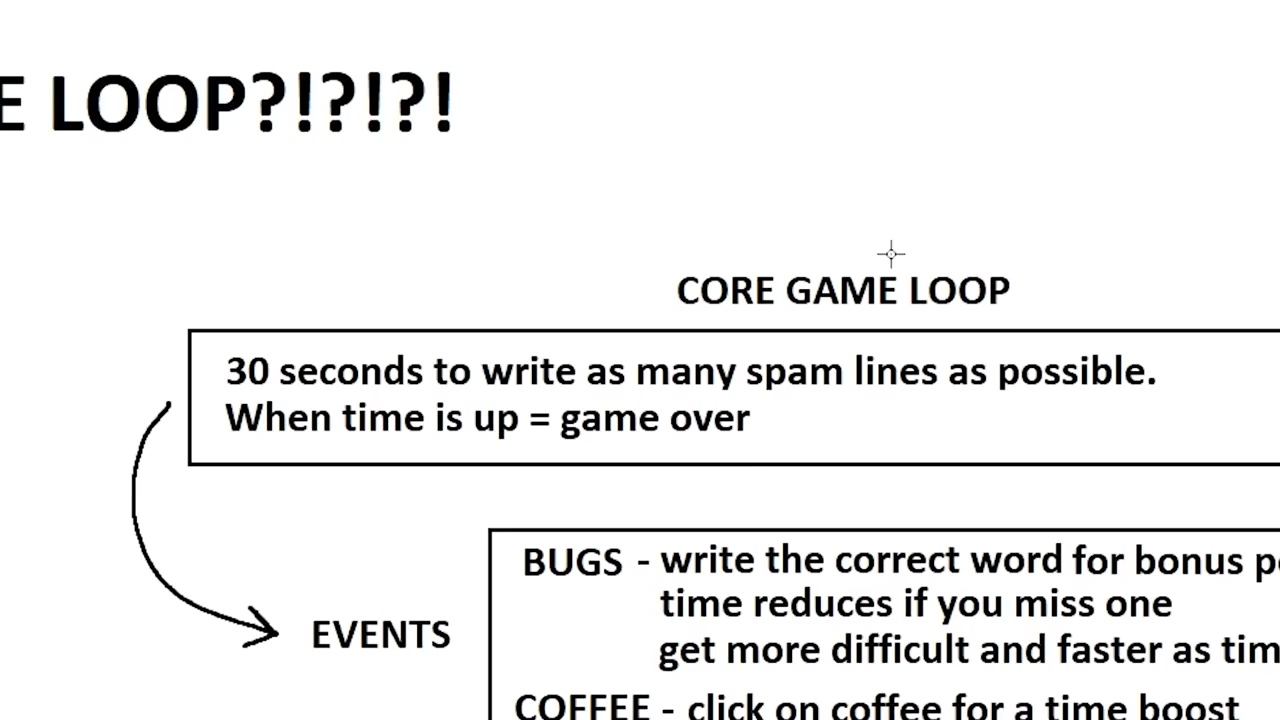 E LOOP?!?!?!
CORE GAME LOOP
30 seconds to write as many spam lines as possible.
When time is up = game over
BUGS - write the correct word for bonus
time reduces if you miss one
get more difficult and faster as
EVENTS
COFFEE - click on coffee for a time boost